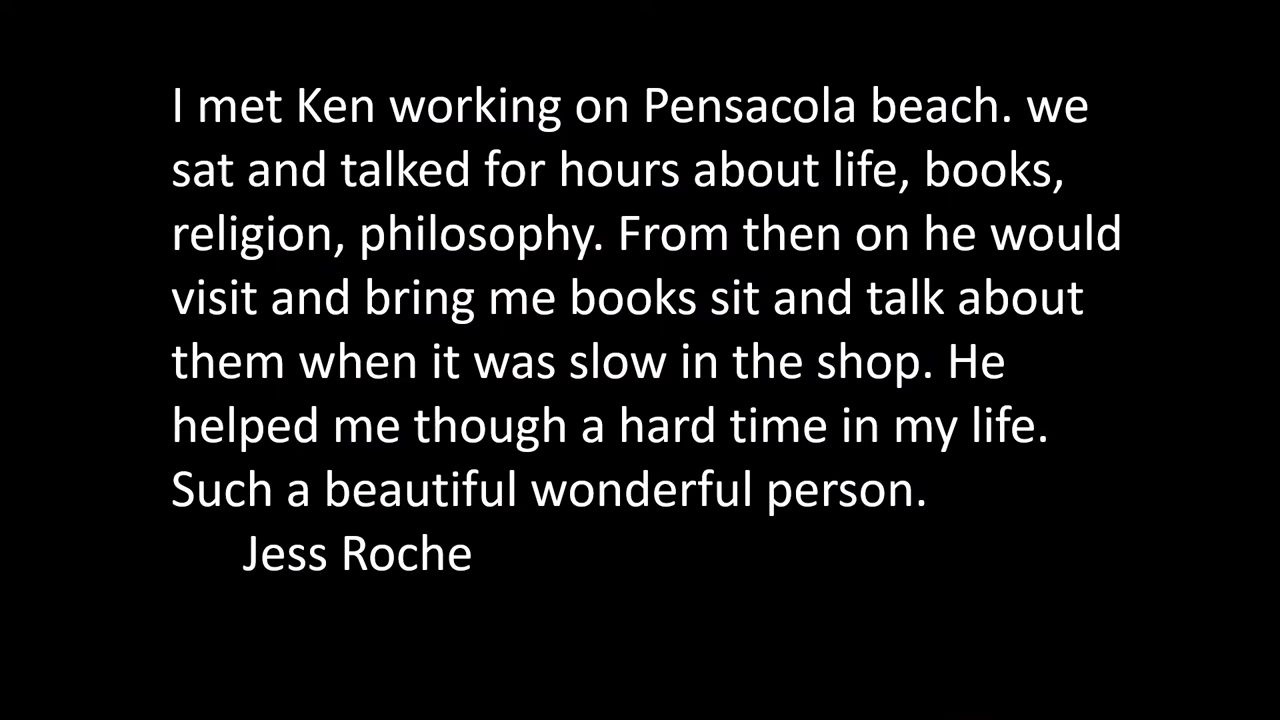 I met Ken working on Pensacola beach. we
sat and talked for hours about life, books,
religion, philosophy. From then on he would
visit and bring me books sit and talk about
them when it was slow in the shop. He
helped me though a hard time in my life.
Such a beautiful wonderful person.
Jess Roche